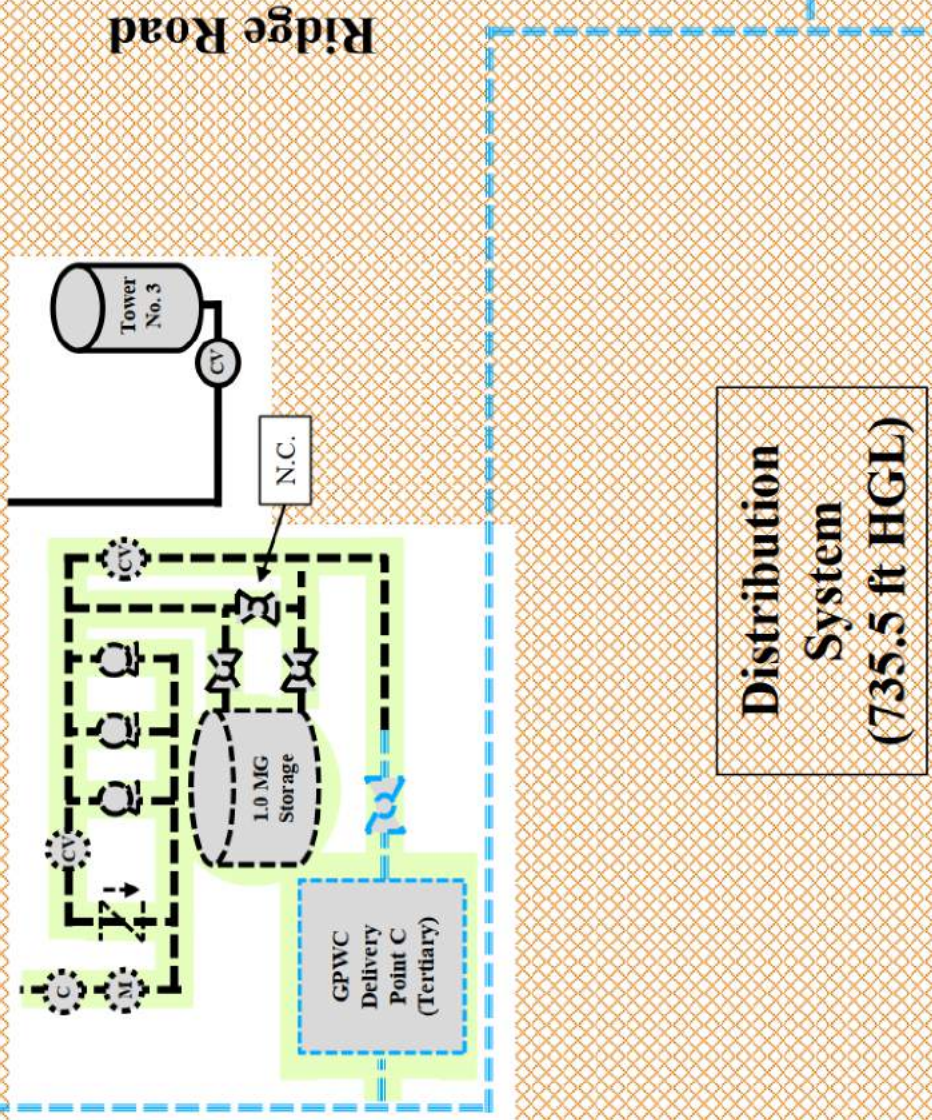 Ridge Road
Tower
No. 3
CV
N.C.
CV
CV
C
M
1.0 MG
Storage
GPWC
Delivery
Point C
(Tertiary)
Distribution
System
(735.5 ft HGL)